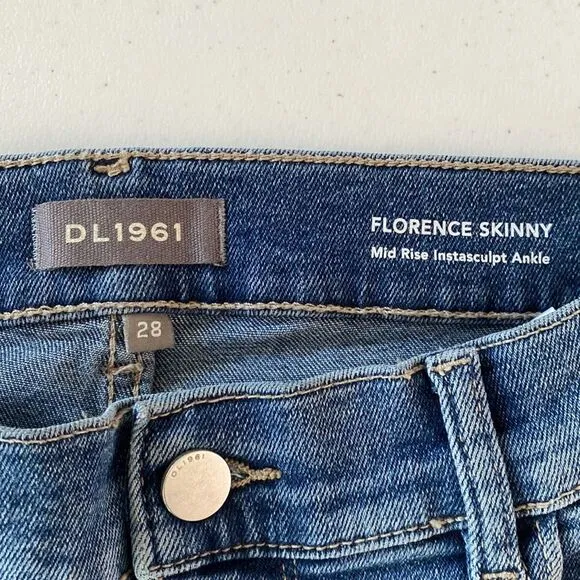 DL1961
FLORENCE SKINNY
Mid Rise Instasculpt Ankle
28
DL1961